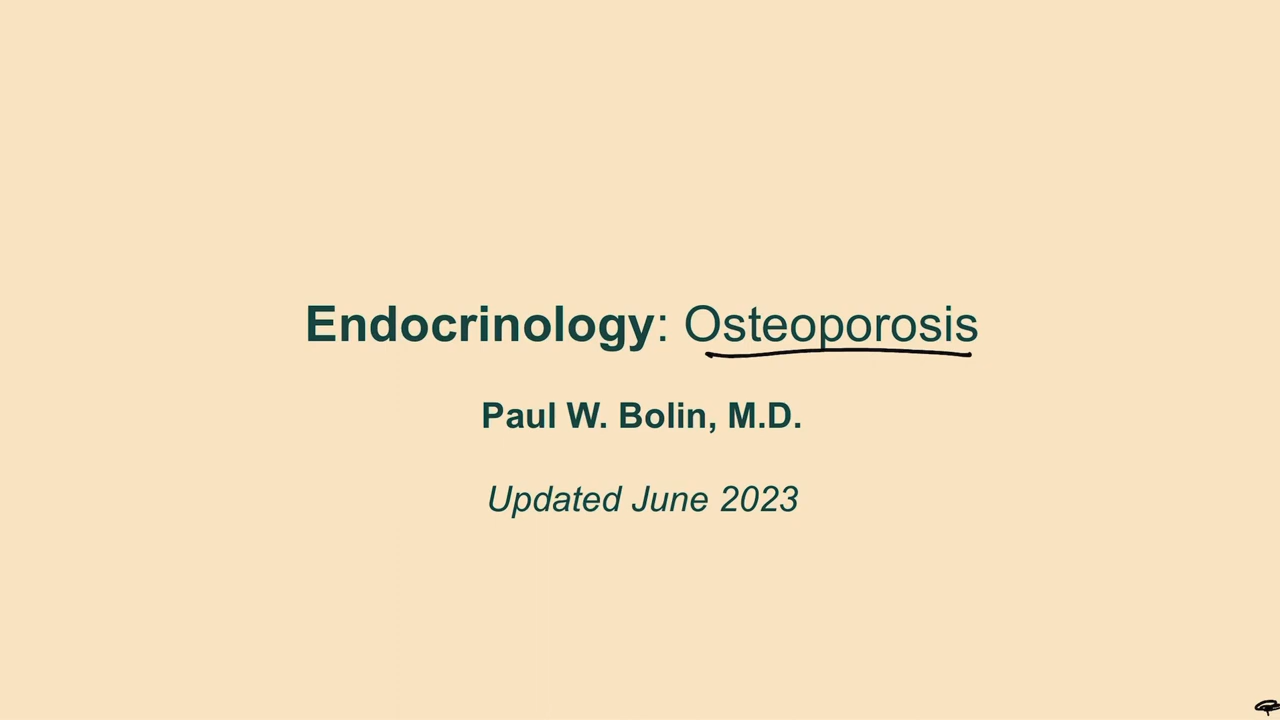 Endocrinology: Osteoporosis
Paul W. Bolin, M.D.
Updated June 2023